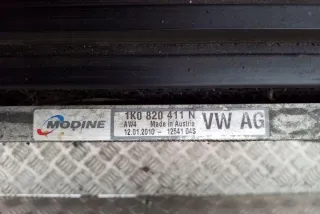 MODINE
1K0 820 411 N
AW4 Made in Austria
12.01.2010 - 12541 045
VW AG